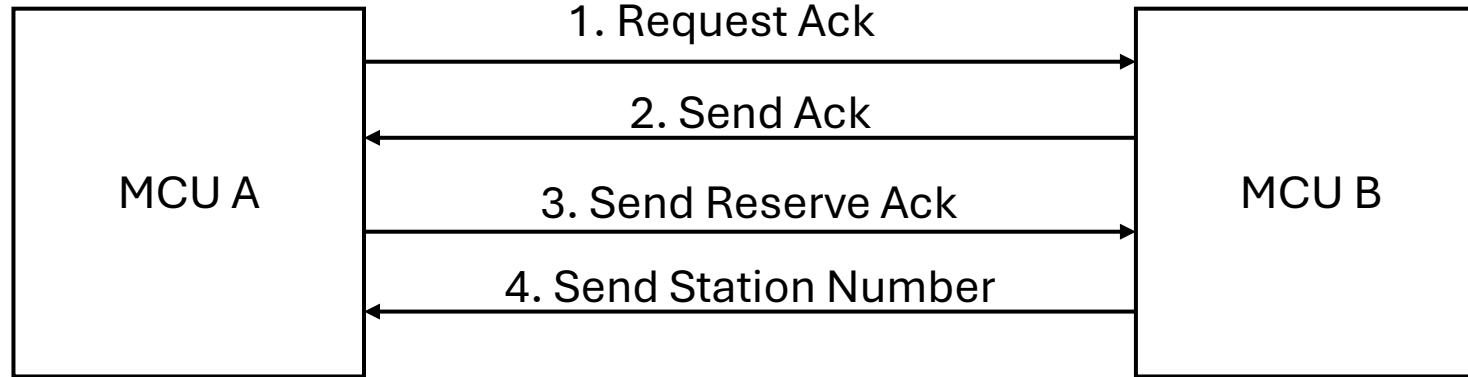 1. Request Ack
2. Send Ack
MCU A
3. Send Reserve Ack
MCU B
4. Send Station Number